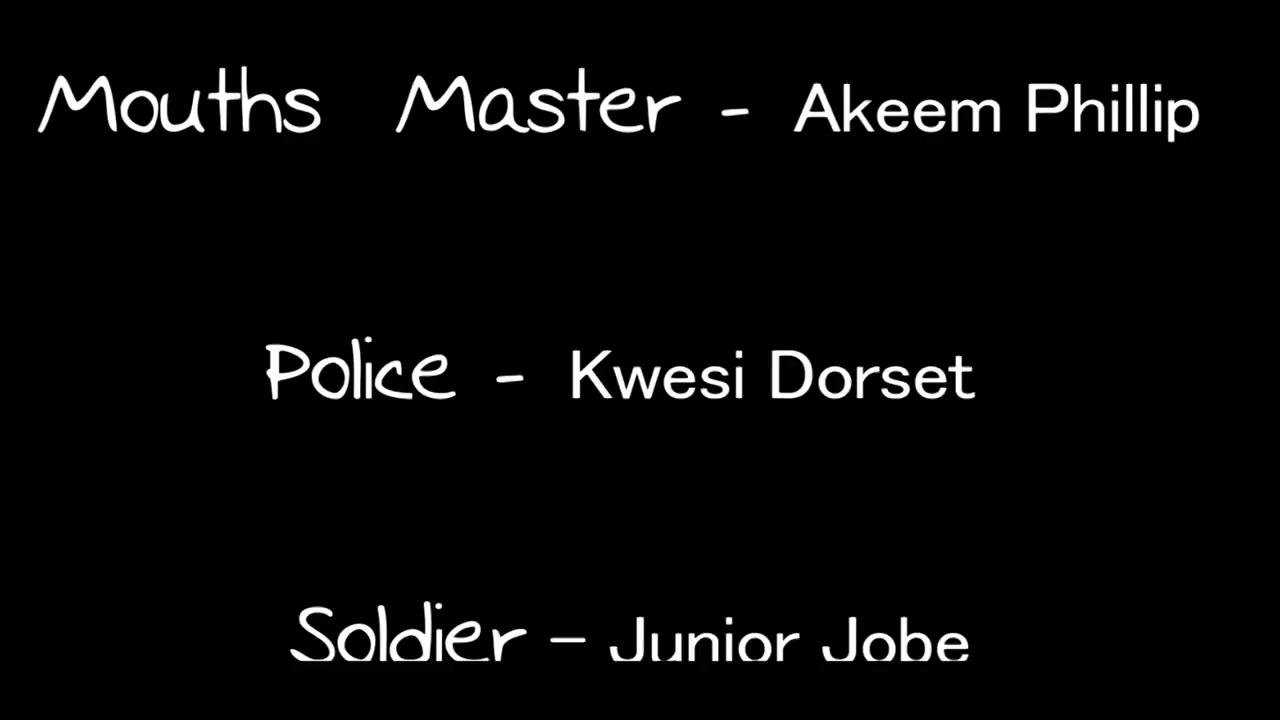 Mouths Master - Akeem Phillip
Police - Kwesi Dorset
Soldier – Junior Jobe